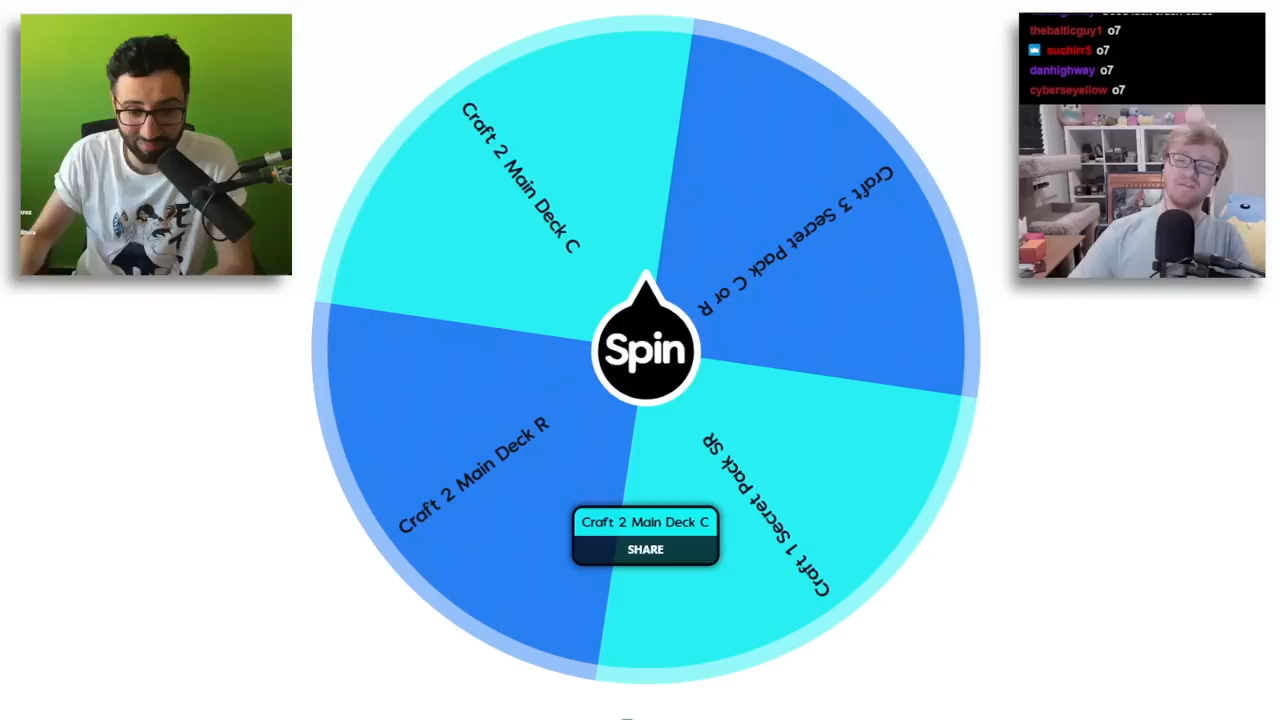 thebalticguy1 o7
suchirr5 o7
danhighway o7
cyberseyellow o7
Craft 2 Main Deck C
Craft 3 Secret Pack C or R
Spin
Craft 2 Main Deck R
Craft 1 Secret Pack SR
Craft 2 Main Deck C
SHARE